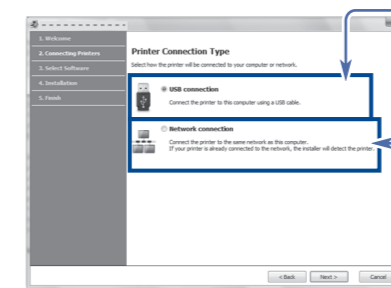 1. Welcome
2. Connecting Printers
3. Select Software
4. Installation
5. Finish
Printer Connection Type
Select how the printer will be connected to your computer or network.
USB connection
Connect the printer to this computer using a USB cable.
Network connection
Connect the printer to the same network as this computer.
If your printer is already connected to the network, the installer will detect the printer.
< Back
Next >
Cancel